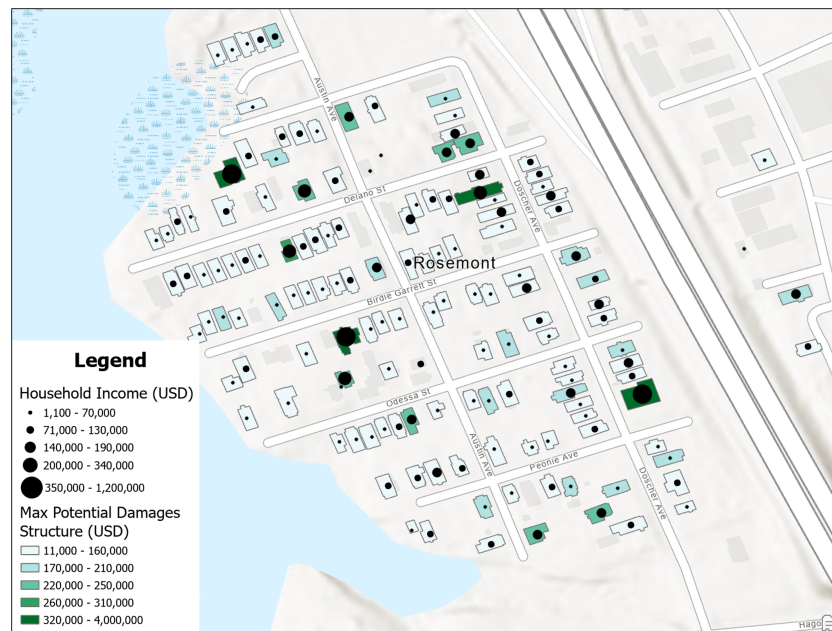 Austin Ave
Delano St
Doscher Ave
Rosemont
Birdie Garrett St
Odessa St
Austin Ave
Peonie Ave
Doscher Ave
Hago
Legend
Household Income (USD)
1,100 - 70,000
71,000 - 130,000
140,000 - 190,000
200,000 - 340,000
350,000 - 1,200,000
Max Potential Damages
Structure (USD)
11,000 - 160,000
170,000 - 210,000
220,000 - 250,000
260,000 - 310,000
320,000 - 4,000,000